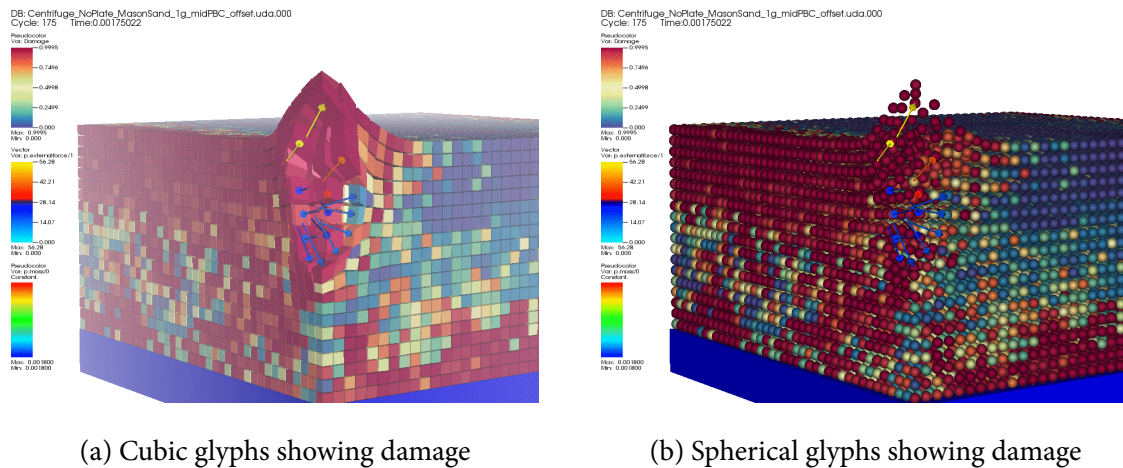 DB: Centrifuge_NoPlate_MasonSand_1g_midPBC_offset.uda.000
Cycle: 175 Time:0.00175022
Pseudocolor
Var: Damage
0.9995
0.7496
0.4998
0.2499
0.000
Max: 0.9995
Min: 0.000
Vector
Var: p.externalforce/1
56.28
42.21
28.14
14.07
0.000
Max: 56.28
Min: 0.000
Pseudocolor
Var: p.mass/0
Constant.
Max: 0.001800
Min: 0.001800
(a) Cubic glyphs showing damage
DB: Centrifuge_NoPlate_MasonSand_1g_midPBC_offset.uda.000
Cycle: 175 Time:0.00175022
Pseudocolor
Var: Damage
0.9995
0.7496
0.4998
0.2499
0.000
Max: 0.9995
Min: 0.000
Vector
Var: p.externalforce/1
56.28
42.21
28.14
14.07
0.000
Max: 56.28
Min: 0.000
Pseudocolor
Var: p.mass/0
Constant.
Max: 0.001800
Min: 0.001800
(b) Spherical glyphs showing damage